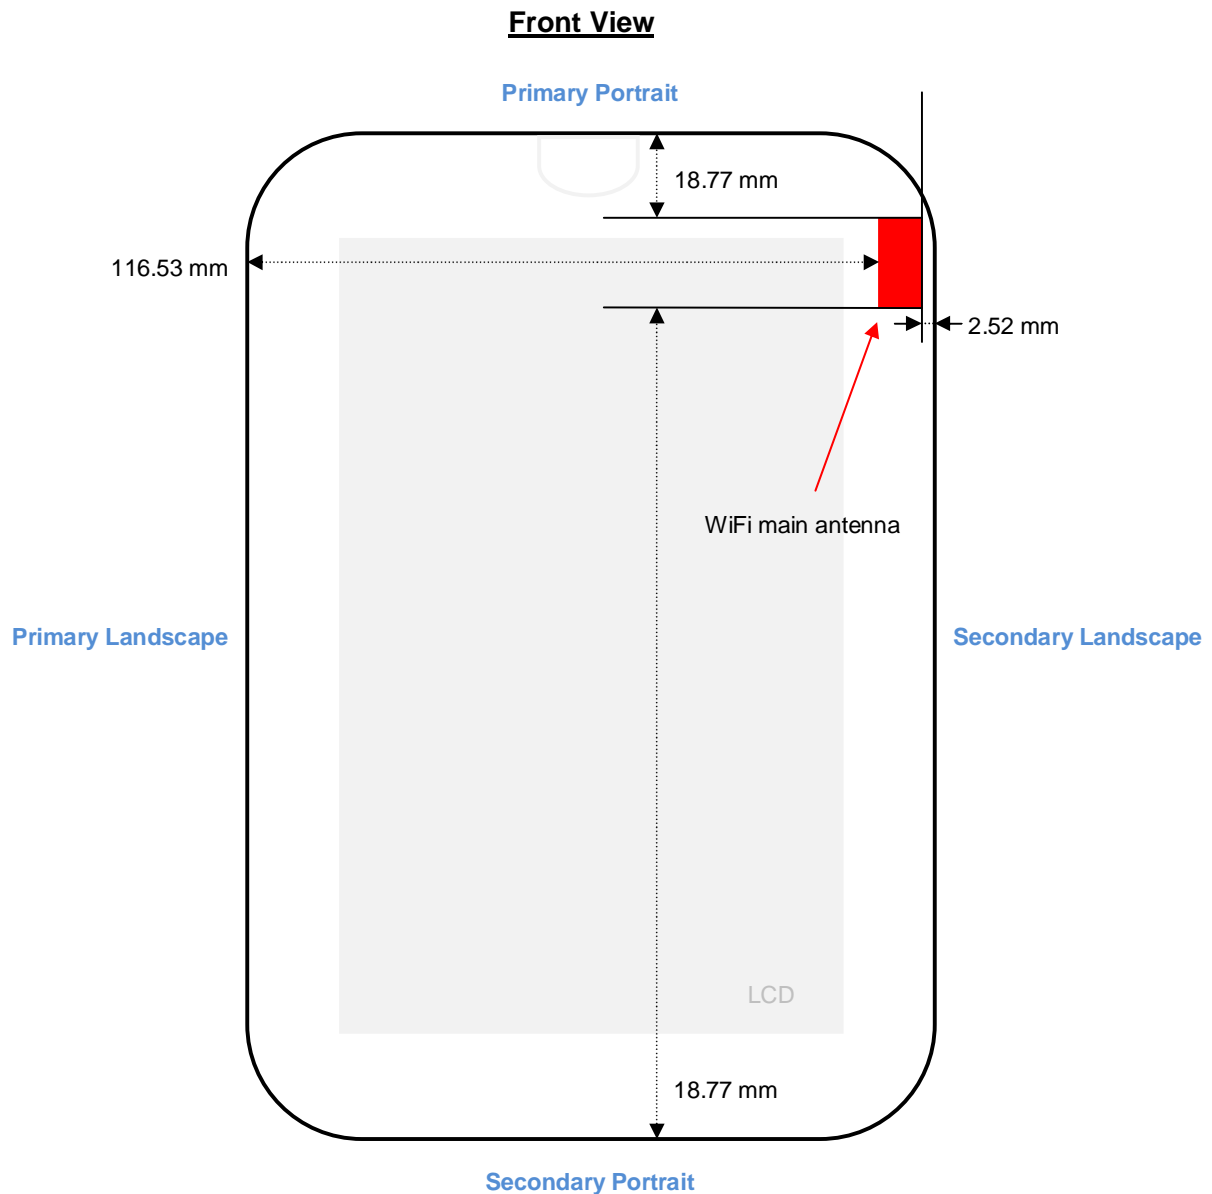 Front View
Primary Portrait
18.77 mm
116.53 mm
2.52 mm
WiFi main antenna
Primary Landscape
Secondary Landscape
LCD
18.77 mm
Secondary Portrait